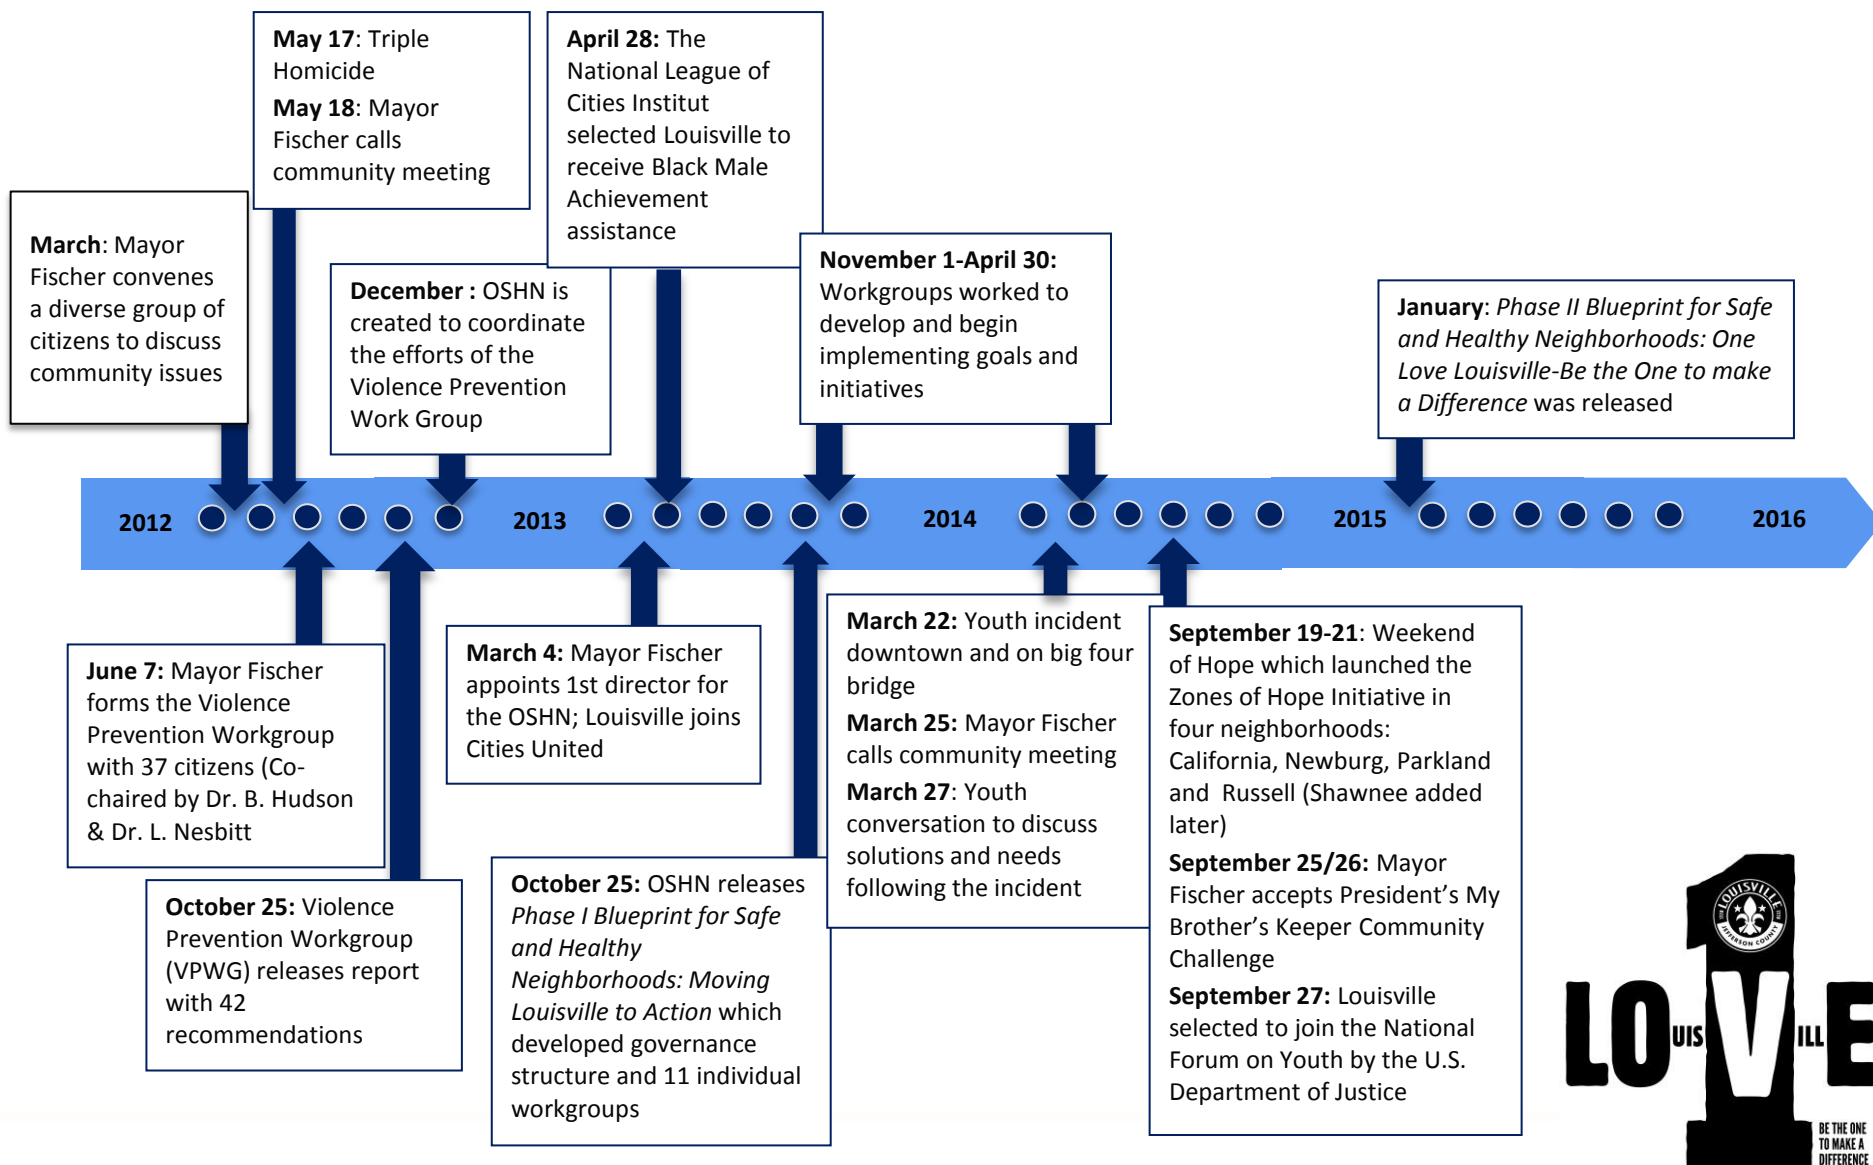 May 17: Triple
Homicide
May 18: Mayor
Fischer calls
community meeting
April 28: The
National League of
Cities Institut
selected Louisville to
receive Black Male
Achievement
assistance
March: Mayor
Fischer convenes
a diverse group of
citizens to discuss
community issues
December : OSHN is
created to coordinate
the efforts of the
Violence Prevention
Work Group
November 1-April 30:
Workgroups worked to
develop and begin
implementing goals and
initiatives
January: Phase II Blueprint for Safe
and Healthy Neighborhoods: One
Love Louisville-Be the One to make
a Difference was released
2012
2013
2014
2015
2016
June 7: Mayor Fischer
forms the Violence
Prevention Workgroup
with 37 citizens (Co-
chaired by Dr. B. Hudson
& Dr. L. Nesbitt
October 25: Violence
Prevention Workgroup
(VPWG) releases report
with 42
recommendations
March 4: Mayor Fischer
appoints 1st director for
the OSHN; Louisville joins
Cities United
October 25: OSHN releases
Phase I Blueprint for Safe
and Healthy
Neighborhoods: Moving
Louisville to Action which
developed governance
structure and 11 individual
workgroups
March 22: Youth incident
downtown and on big four
bridge
March 25: Mayor Fischer
calls community meeting
March 27: Youth
conversation to discuss
solutions and needs
following the incident
September 19-21: Weekend
of Hope which launched the
Zones of Hope Initiative in
four neighborhoods:
California, Newburg, Parkland
and Russell (Shawnee added
later)
September 25/26: Mayor
Fischer accepts President's My
Brother's Keeper Community
Challenge
September 27: Louisville
selected to join the National
Forum on Youth by the U.S.
Department of Justice
LOUISVILLE
JEFFERSON COUNTY
LOUISVILLE
BE THE ONE
TO MAKE A
DIFFERENCE